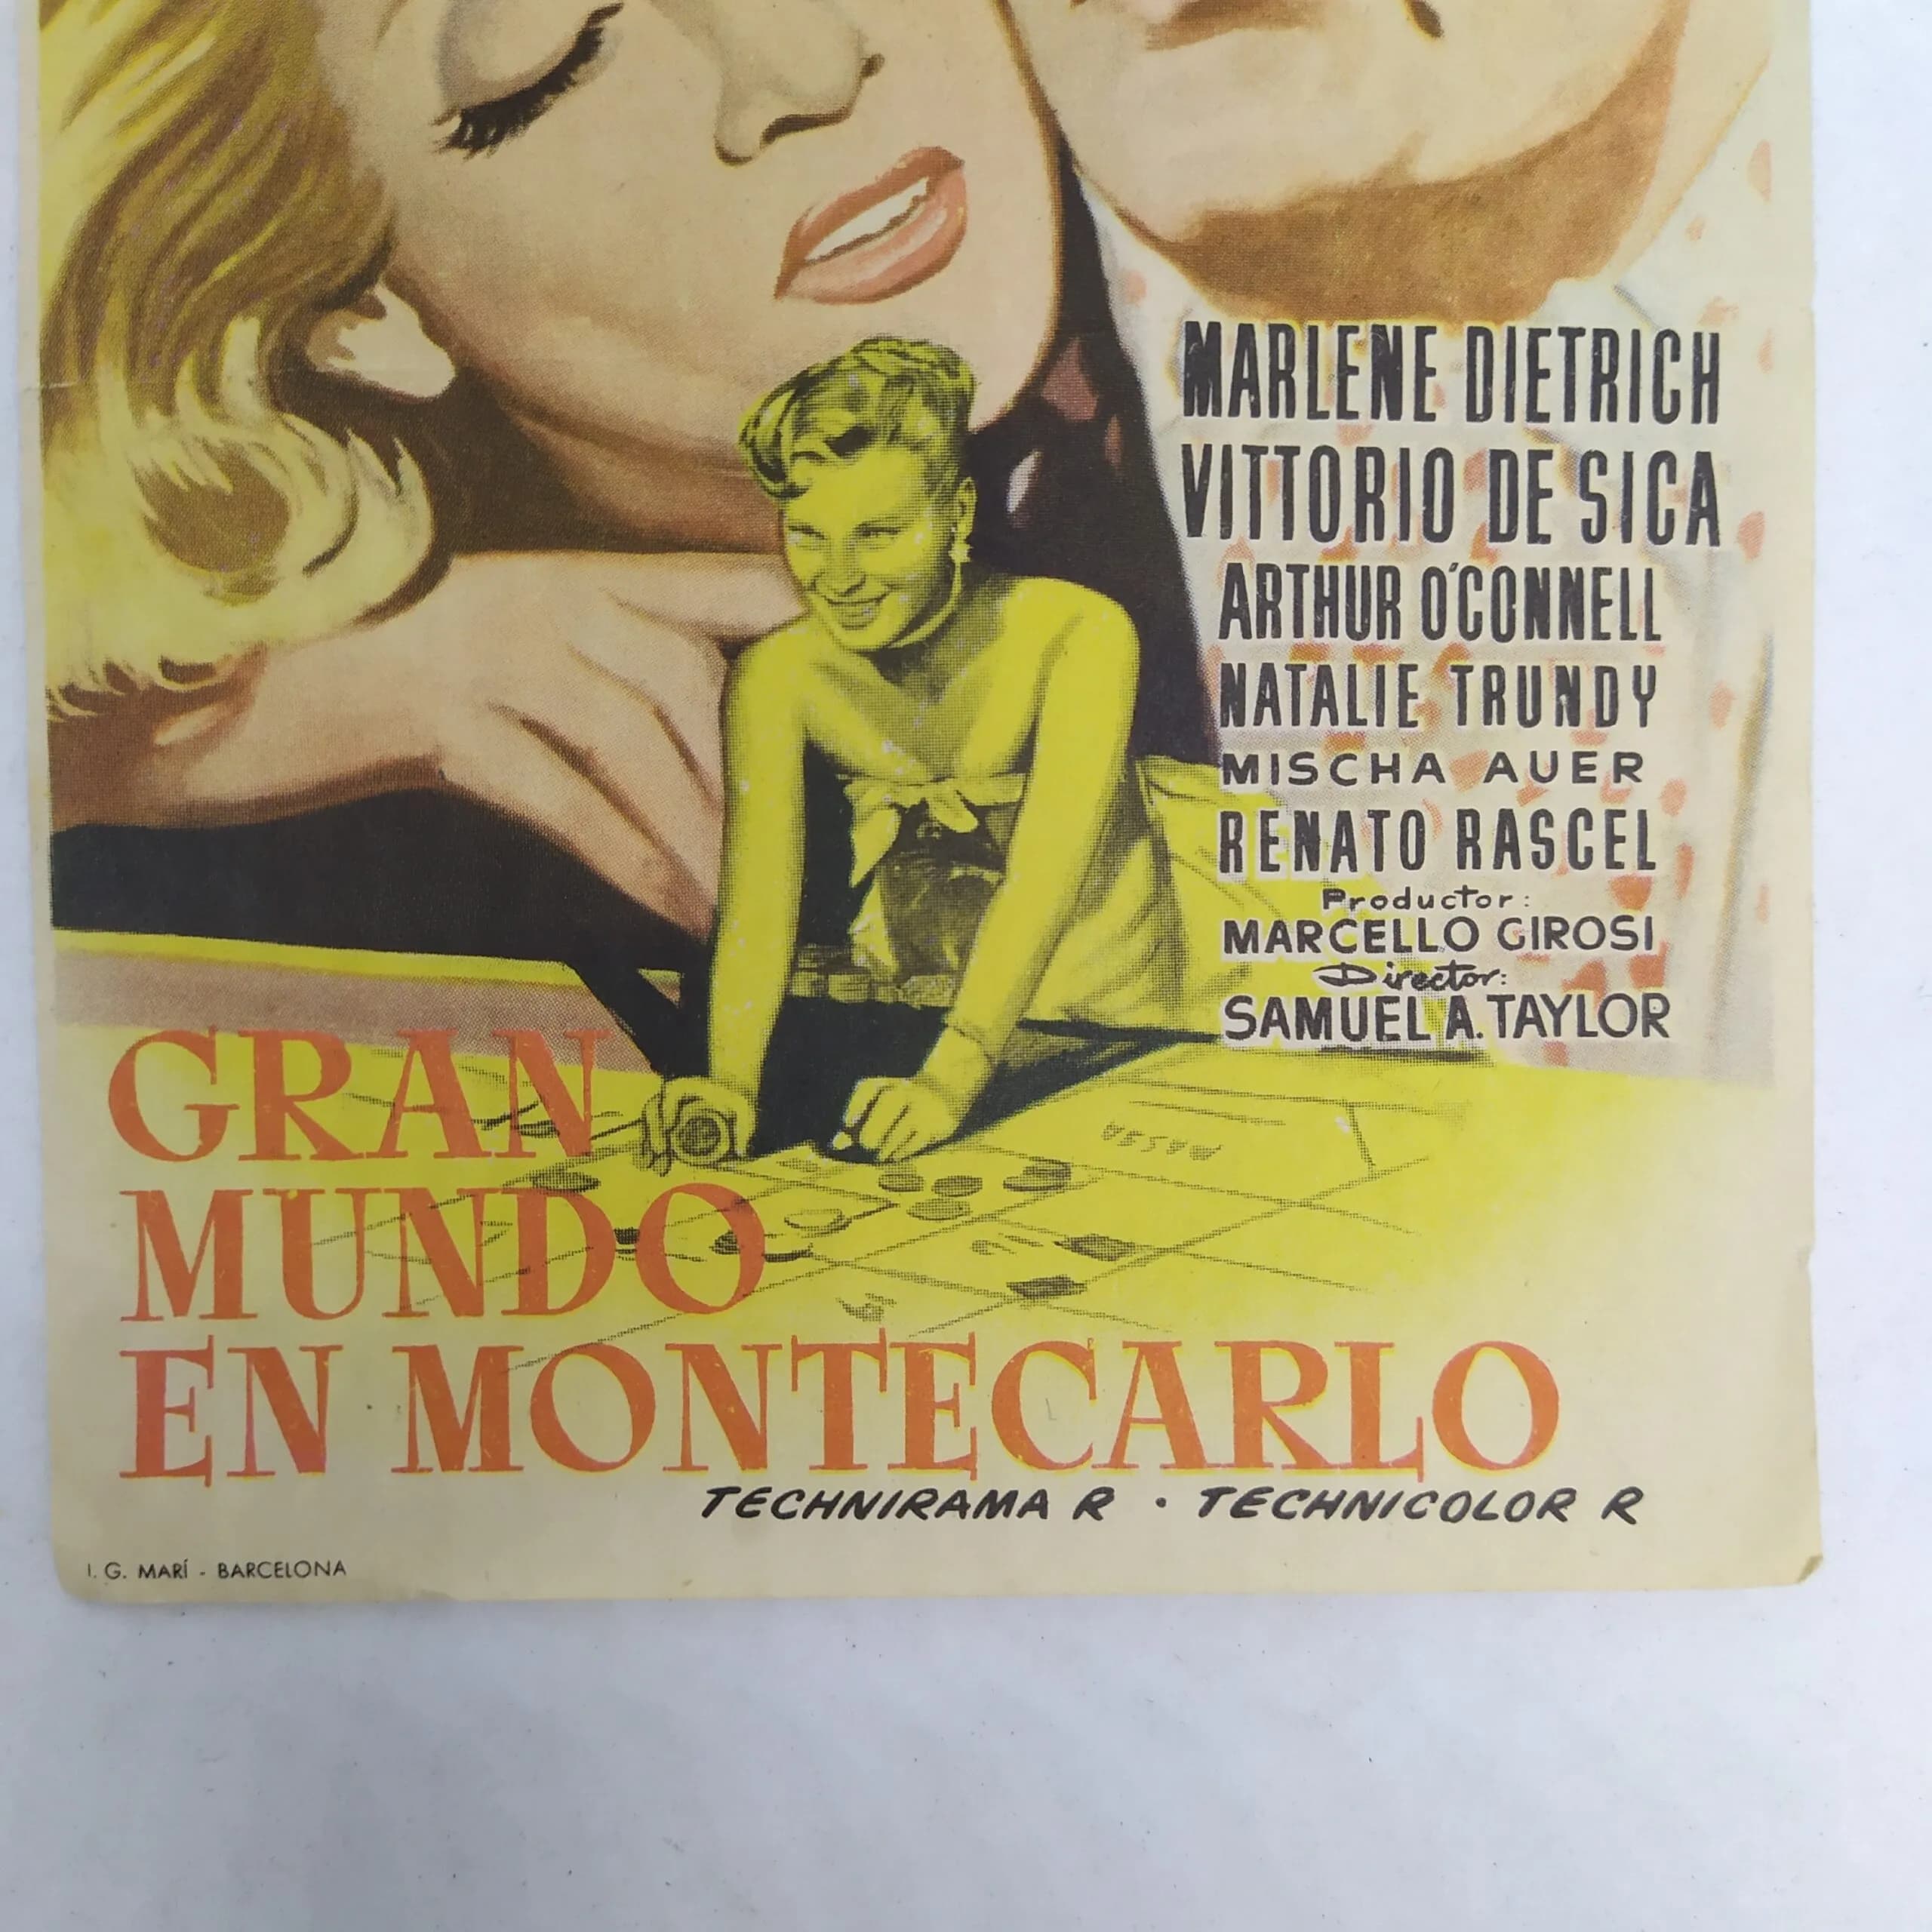 MARLENE DIETRICH
VITTORIO DE SICA
ARTHUR O'CONNELL
NATALIE TRUNDY
MISCHA AUER
RENATO RASCEL
Productor:
MARCELLO GIROSI
Director:
SAMUEL A. TAYLOR
PASSA
GRAN
MUNDO
EN MONTECARLO
TECHNIRAMA R · TECHNICOLOR R
I. G. MARÍ - BARCELONA